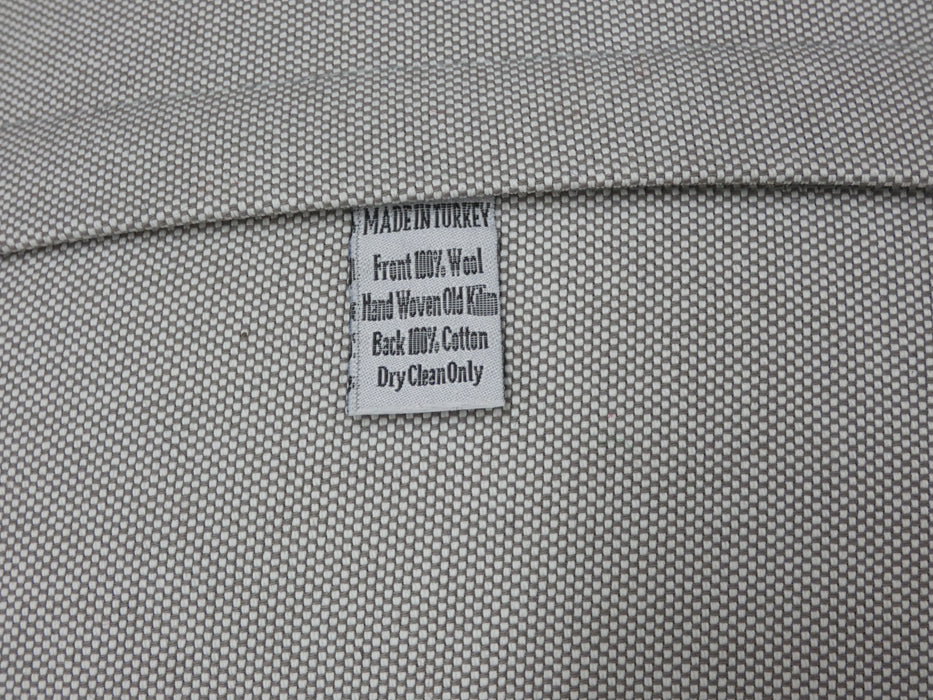 MADE IN TURKEY
Front 100% Wool
Hand Woven Old Kilim
Back 100% Cotton
Dry Clean Only